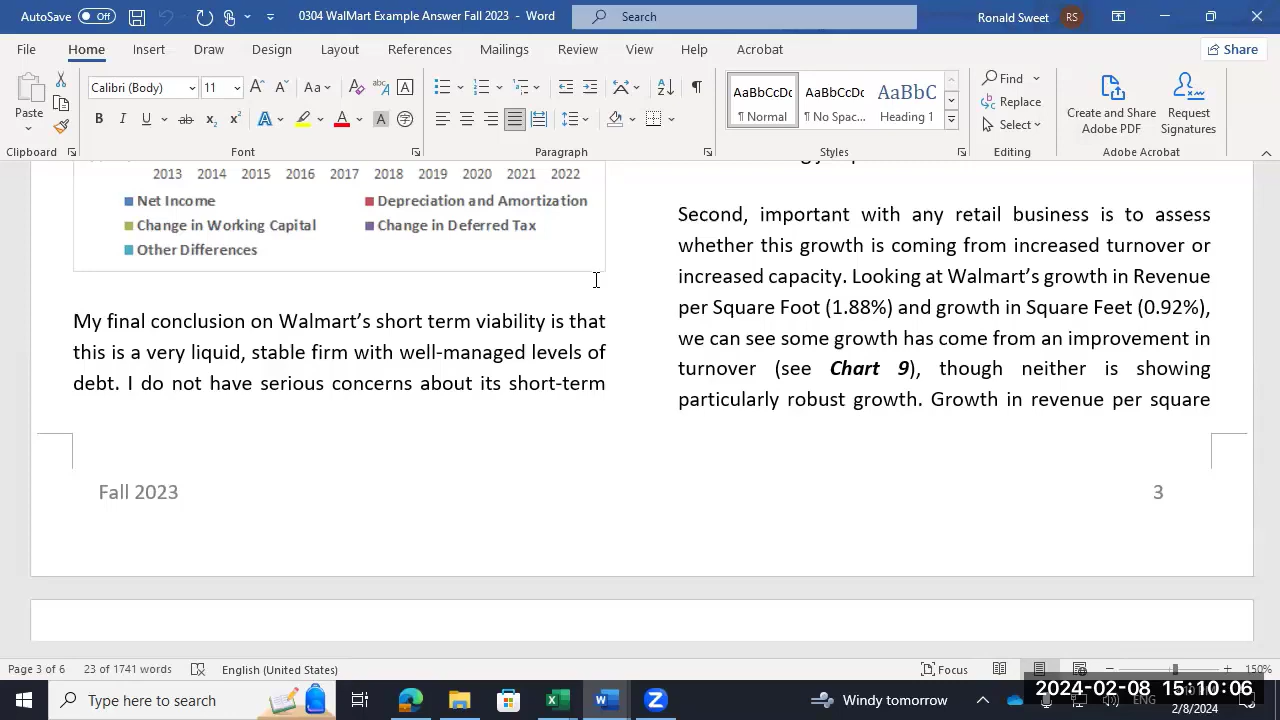 AutoSave Off 0304 WalMart Example Answer Fall 2023 - Word Search Ronald Sweet RS
File Home Insert Draw Design Layout References Mailings Review View Help Acrobat Share
Paste Calibri (Body) 11 Find Replace Select
AaBbCcDc AaBbCcDc AaBbC
¶ Normal ¶ No Spac... Heading 1
Create and Share Adobe PDF Request Signatures
Clipboard Font Paragraph Styles Editing Adobe Acrobat
2013 2014 2015 2016 2017 2018 2019 2020 2021 2022
Net Income Depreciation and Amortization
Change in Working Capital Change in Deferred Tax
Other Differences
My final conclusion on Walmart's short term viability is that
this is a very liquid, stable firm with well-managed levels of
debt. I do not have serious concerns about its short-term
Second, important with any retail business is to assess
whether this growth is coming from increased turnover or
increased capacity. Looking at Walmart's growth in Revenue
per Square Foot (1.88%) and growth in Square Feet (0.92%),
we can see some growth has come from an improvement in
turnover (see Chart 9), though neither is showing
particularly robust growth. Growth in revenue per square
Fall 2023 3
Page 3 of 6 23 of 1741 words English (United States) Focus 150%
Type here to search Windy tomorrow ENG
2024-02-08 15:10:06
2/8/2024